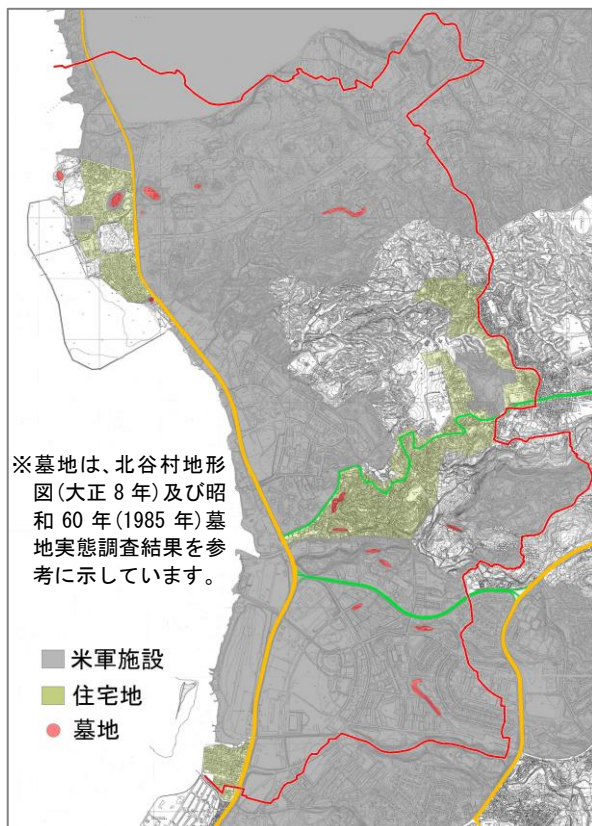 ※墓地は、北谷村地形
図(大正 8 年)及び昭
和 60 年(1985 年)墓
地実態調査結果を参
考に示しています。
米軍施設
住宅地
墓地